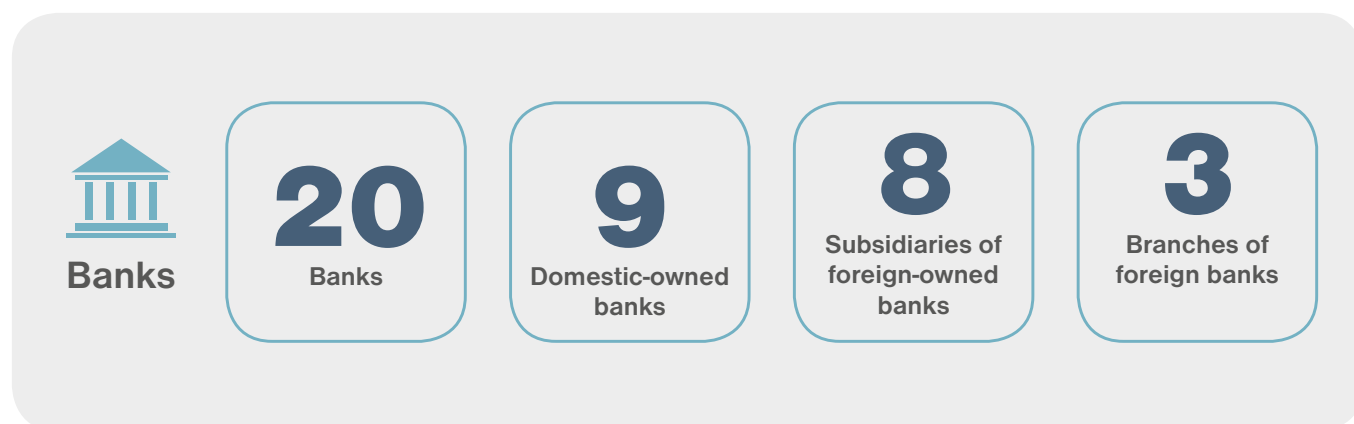 Banks
20
Banks
9
Domestic-owned
banks
8
Subsidiaries of
foreign-owned
banks
3
Branches of
foreign banks